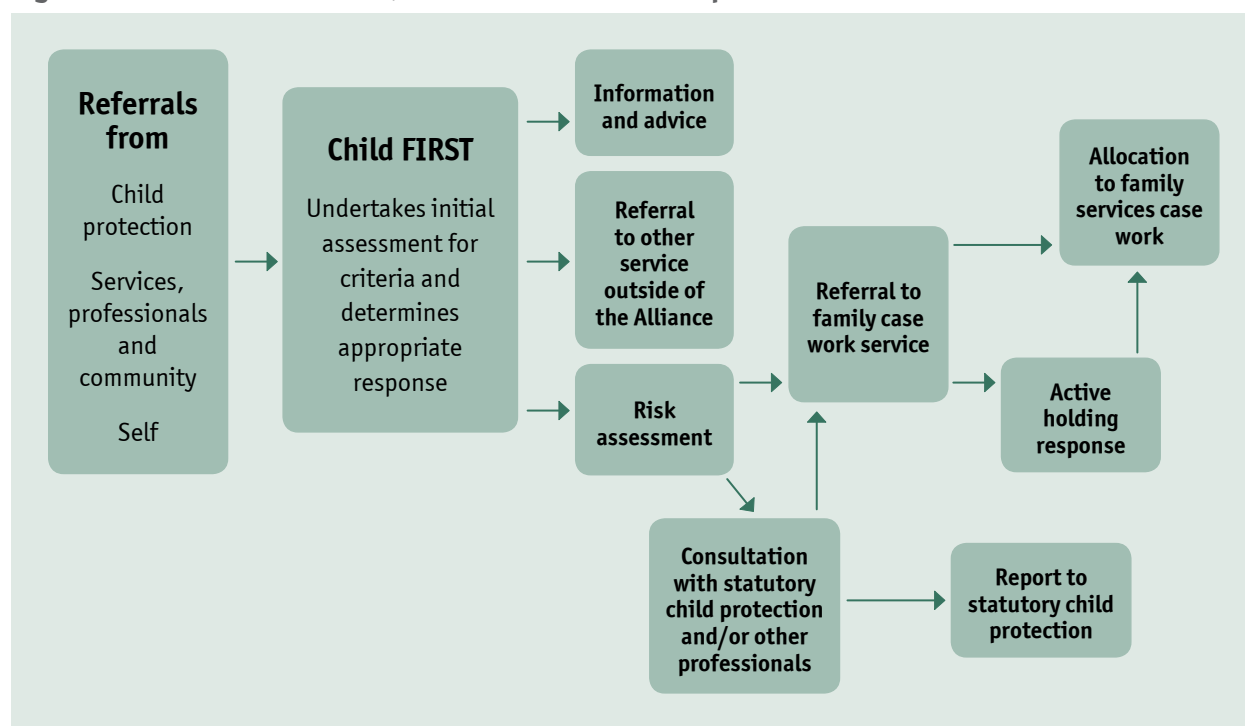 Referrals
from
Child
protection
Services,
professionals
and
community
Self
Child FIRST
Undertakes initial
assessment for
criteria and
determines
appropriate
response
Information
and advice
Referral
to other
service
outside of
the Alliance
Risk
assessment
Consultation
with statutory
child protection
and/or other
professionals
Referral to
family case
work service
Allocation
to family
services case
work
Active
holding
response
Report to
statutory child
protection